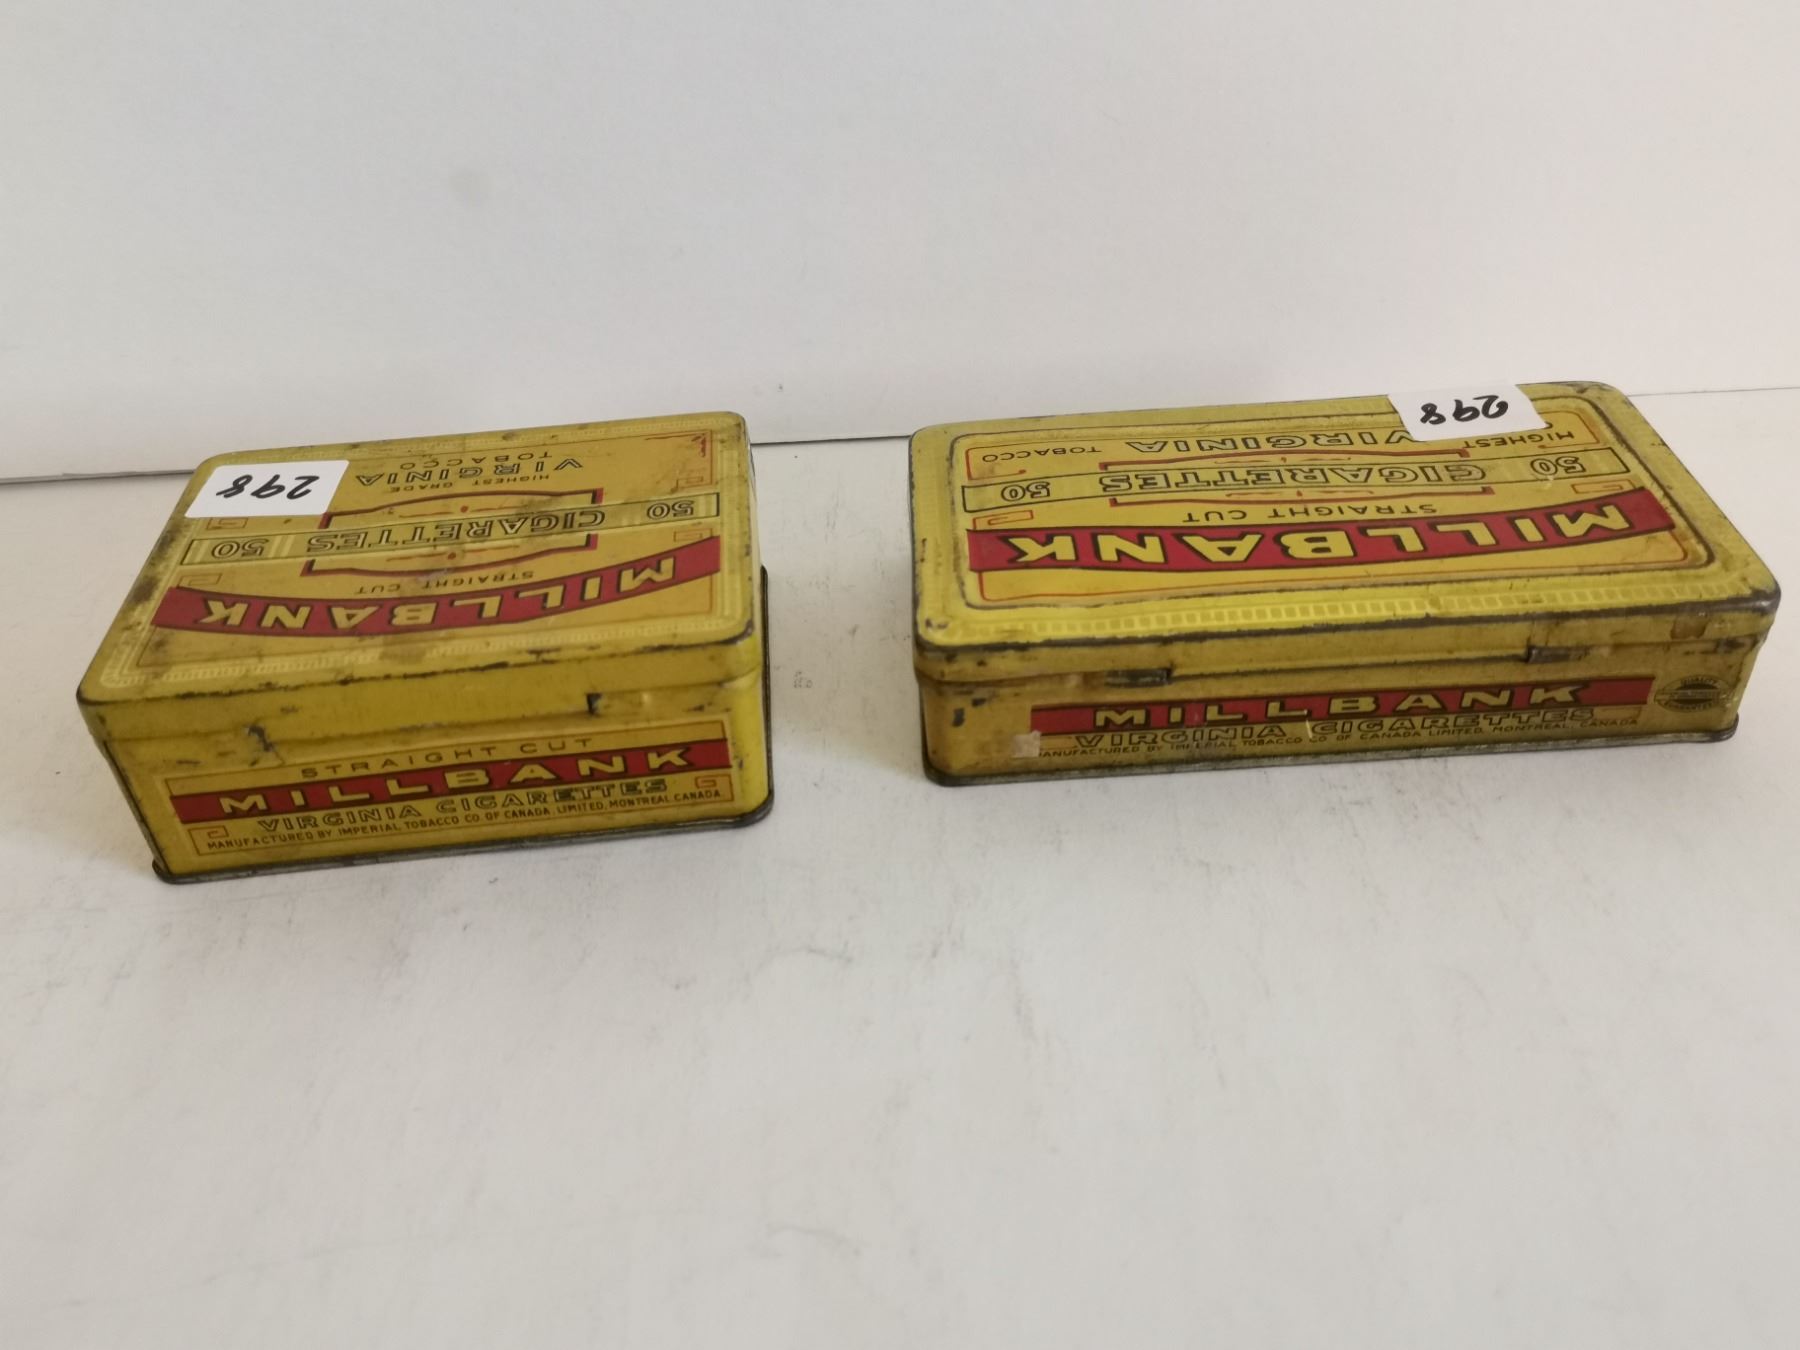 298
MILLBANK
STRAIGHT CUT
50 CIGARETTES 50
HIGHEST GRADE
VIRGINIA
TOBACCO
STRAIGHT CUT
MILLBANK
VIRGINIA CIGARETTES
MANUFACTURED BY IMPERIAL TOBACCO CO. OF CANADA, LIMITED, MONTREAL CANADA.
298
MILLBANK
STRAIGHT CUT
50 CIGARETTES 50
HIGHEST VIRGINIA TOBACCO
MILLBANK
VIRGINIA CIGARETTES
MANUFACTURED BY IMPERIAL TOBACCO CO OF CANADA LIMITED, MONTREAL, CANADA
QUALITY
GUARANTEED